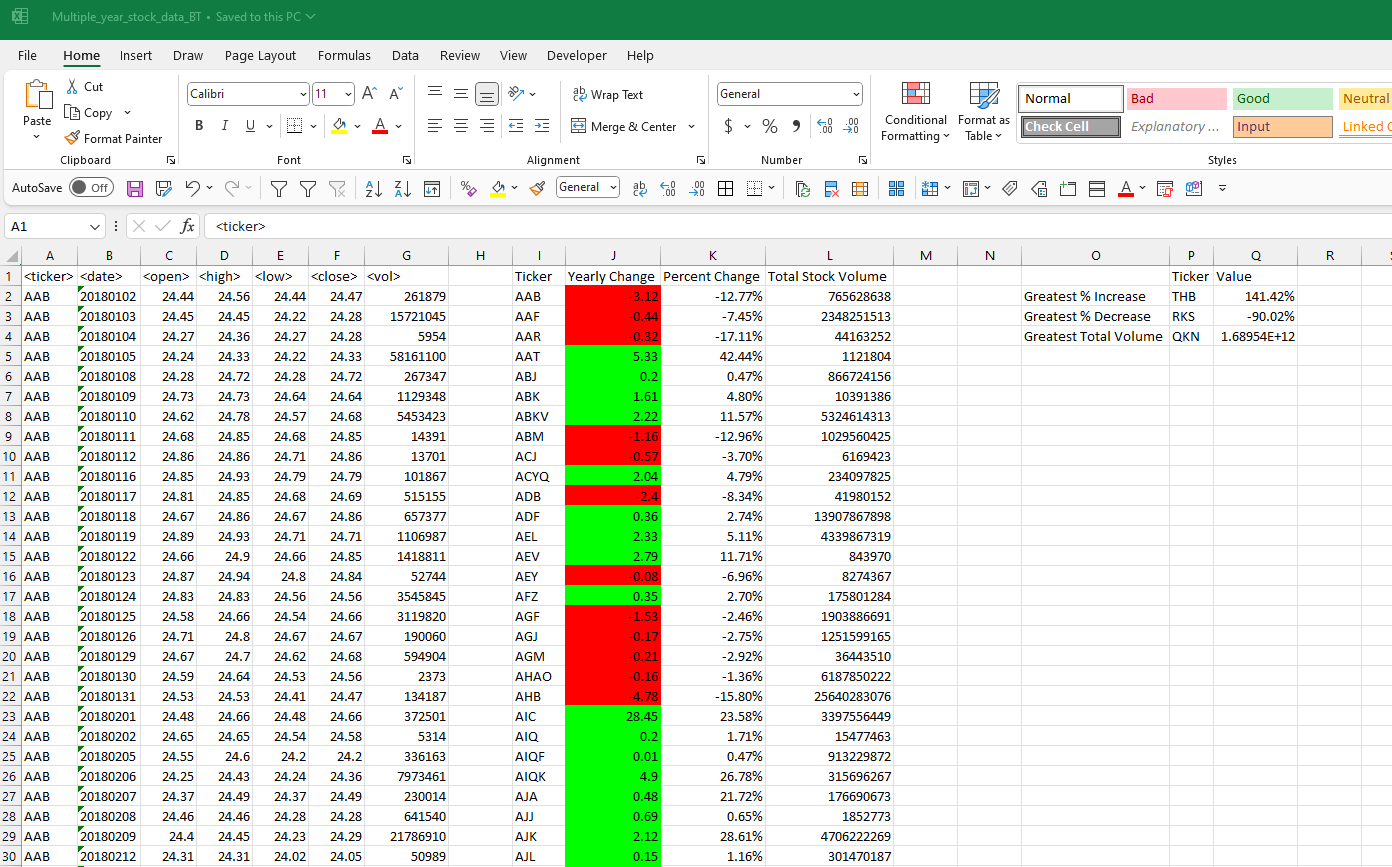 Multiple_year_stock_data_BT • Saved to this PC
File Home Insert Draw Page Layout Formulas Data Review View Developer Help
Paste Cut Calibri 11 A A Wrap Text General Conditional Formatting Format as Table Normal Bad Good Neutral
Copy B I U A Merge & Center $ % Check Cell Explanatory ... Input
Format Painter
Clipboard Font Alignment Number Styles
AutoSave Off General
A1 fx <ticker>
A B C D E F G H I J K L M N O P Q R
1 <ticker> <date> <open> <high> <low> <close> <vol> Ticker Yearly Change Percent Change Total Stock Volume Ticker Value
2 AAB 20180102 24.44 24.56 24.44 24.47 261879 AAB -3.12 -12.77% 765628638 Greatest % Increase THB 141.42%
3 AAB 20180103 24.45 24.45 24.22 24.28 15721045 AAF -0.44 -7.45% 2348251513 Greatest % Decrease RKS -90.02%
4 AAB 20180104 24.27 24.36 24.27 24.28 5954 AAR -0.32 -17.11% 44163252 Greatest Total Volume QKN 1.68954E+12
5 AAB 20180105 24.24 24.33 24.22 24.33 58161100 AAT 5.33 42.44% 1121804
6 AAB 20180108 24.28 24.72 24.28 24.72 267347 ABJ 0.2 0.47% 866724156
7 AAB 20180109 24.73 24.73 24.64 24.64 1129348 ABK 1.61 4.80% 10391386
8 AAB 20180110 24.62 24.78 24.57 24.68 5453423 ABKV 2.22 11.57% 5324614313
9 AAB 20180111 24.68 24.85 24.68 24.85 14391 ABM -1.16 -12.96% 1029560425
10 AAB 20180112 24.86 24.86 24.71 24.86 13701 ACJ -0.57 -3.70% 6169423
11 AAB 20180116 24.85 24.93 24.79 24.79 101867 ACYQ 2.04 4.79% 234097825
12 AAB 20180117 24.81 24.85 24.68 24.69 515155 ADB -2.4 -8.34% 41980152
13 AAB 20180118 24.67 24.86 24.67 24.86 657377 ADF 0.36 2.74% 13907867898
14 AAB 20180119 24.89 24.93 24.71 24.71 1106987 AEL 2.33 5.11% 4339867319
15 AAB 20180122 24.66 24.9 24.66 24.85 1418811 AEV 2.79 11.71% 843970
16 AAB 20180123 24.87 24.94 24.8 24.84 52744 AEY -0.08 -6.96% 8274367
17 AAB 20180124 24.83 24.83 24.56 24.56 3545845 AFZ 0.35 2.70% 175801284
18 AAB 20180125 24.58 24.66 24.54 24.66 3119820 AGF -1.53 -2.46% 1903886691
19 AAB 20180126 24.71 24.8 24.67 24.67 190060 AGJ -0.17 -2.75% 1251599165
20 AAB 20180129 24.67 24.7 24.62 24.68 594904 AGM -0.21 -2.92% 36443510
21 AAB 20180130 24.59 24.64 24.53 24.56 2373 AHAO -0.16 -1.36% 6187850222
22 AAB 20180131 24.53 24.53 24.41 24.47 134187 AHB -4.78 -15.80% 25640283076
23 AAB 20180201 24.48 24.66 24.48 24.66 372501 AIC 28.45 23.58% 3397556449
24 AAB 20180202 24.65 24.65 24.54 24.58 5314 AIQ 0.2 1.71% 15477463
25 AAB 20180205 24.55 24.6 24.2 24.2 336163 AIQF 0.01 0.47% 913229872
26 AAB 20180206 24.25 24.43 24.24 24.36 7973461 AIQK 4.9 26.78% 315696267
27 AAB 20180207 24.37 24.49 24.37 24.49 230014 AJA 0.48 21.72% 176690673
28 AAB 20180208 24.46 24.46 24.28 24.28 641540 AJJ 0.69 0.65% 1852773
29 AAB 20180209 24.4 24.45 24.23 24.29 21786910 AJK 2.12 28.61% 4706222269
30 AAB 20180212 24.31 24.31 24.02 24.05 50989 AJL 0.15 1.16% 301470187